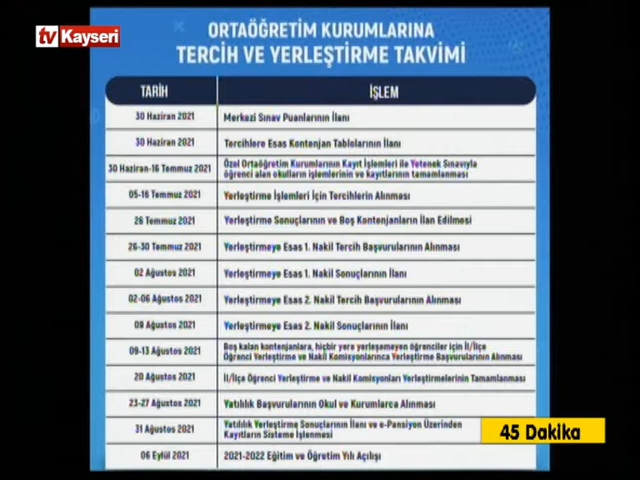 tv Kayseri
ORTAÖĞRETİM KURUMLARINA
TERCİH VE YERLEŞTİRME TAKVİMİ
TARİH İŞLEM
30 Haziran 2021 Merkezi Sınav Puanlarının İlanı
30 Haziran 2021 Tercihlere Esas Kontenjan Tablolarının İlanı
30 Haziran-16 Temmuz 2021 Özel Ortaöğretim Kurumlarının Kayıt İşlemleri ile Yetenek Sınavıyla
öğrenci alan okulların işlemlerinin ve kayıtlarının tamamlanması
05-16 Temmuz 2021 Yerleştirme İşlemleri İçin Tercihlerin Alınması
26 Temmuz 2021 Yerleştirme Sonuçlarının ve Boş Kontenjanların İlan Edilmesi
26-30 Temmuz 2021 Yerleştirmeye Esas 1. Nakil Tercih Başvurularının Alınması
02 Ağustos 2021 Yerleştirmeye Esas 1. Nakil Sonuçlarının İlanı
02-06 Ağustos 2021 Yerleştirmeye Esas 2. Nakil Tercih Başvurularının Alınması
09 Ağustos 2021 Yerleştirmeye Esas 2. Nakil Sonuçlarının İlanı
09-13 Ağustos 2021 Boş kalan kontenjanlara, hiçbir yere yerleşemeyen öğrenciler için İl/İlçe
Öğrenci Yerleştirme ve Nakil Komisyonlarınca Yerleştirme Başvurularının Alınması
20 Ağustos 2021 İl/İlçe Öğrenci Yerleştirme ve Nakil Komisyonları Yerleştirmelerinin Tamamlanması
23-27 Ağustos 2021 Yatılılık Başvurularının Okul ve Kurumlarca Alınması
31 Ağustos 2021 Yatılılık Yerleştirme Sonuçlarının İlanı ve e-Pansiyon Üzerinden
Kayıtların Sisteme İşlenmesi
06 Eylül 2021 2021-2022 Eğitim ve Öğretim Yılı Açılışı
45 Dakika